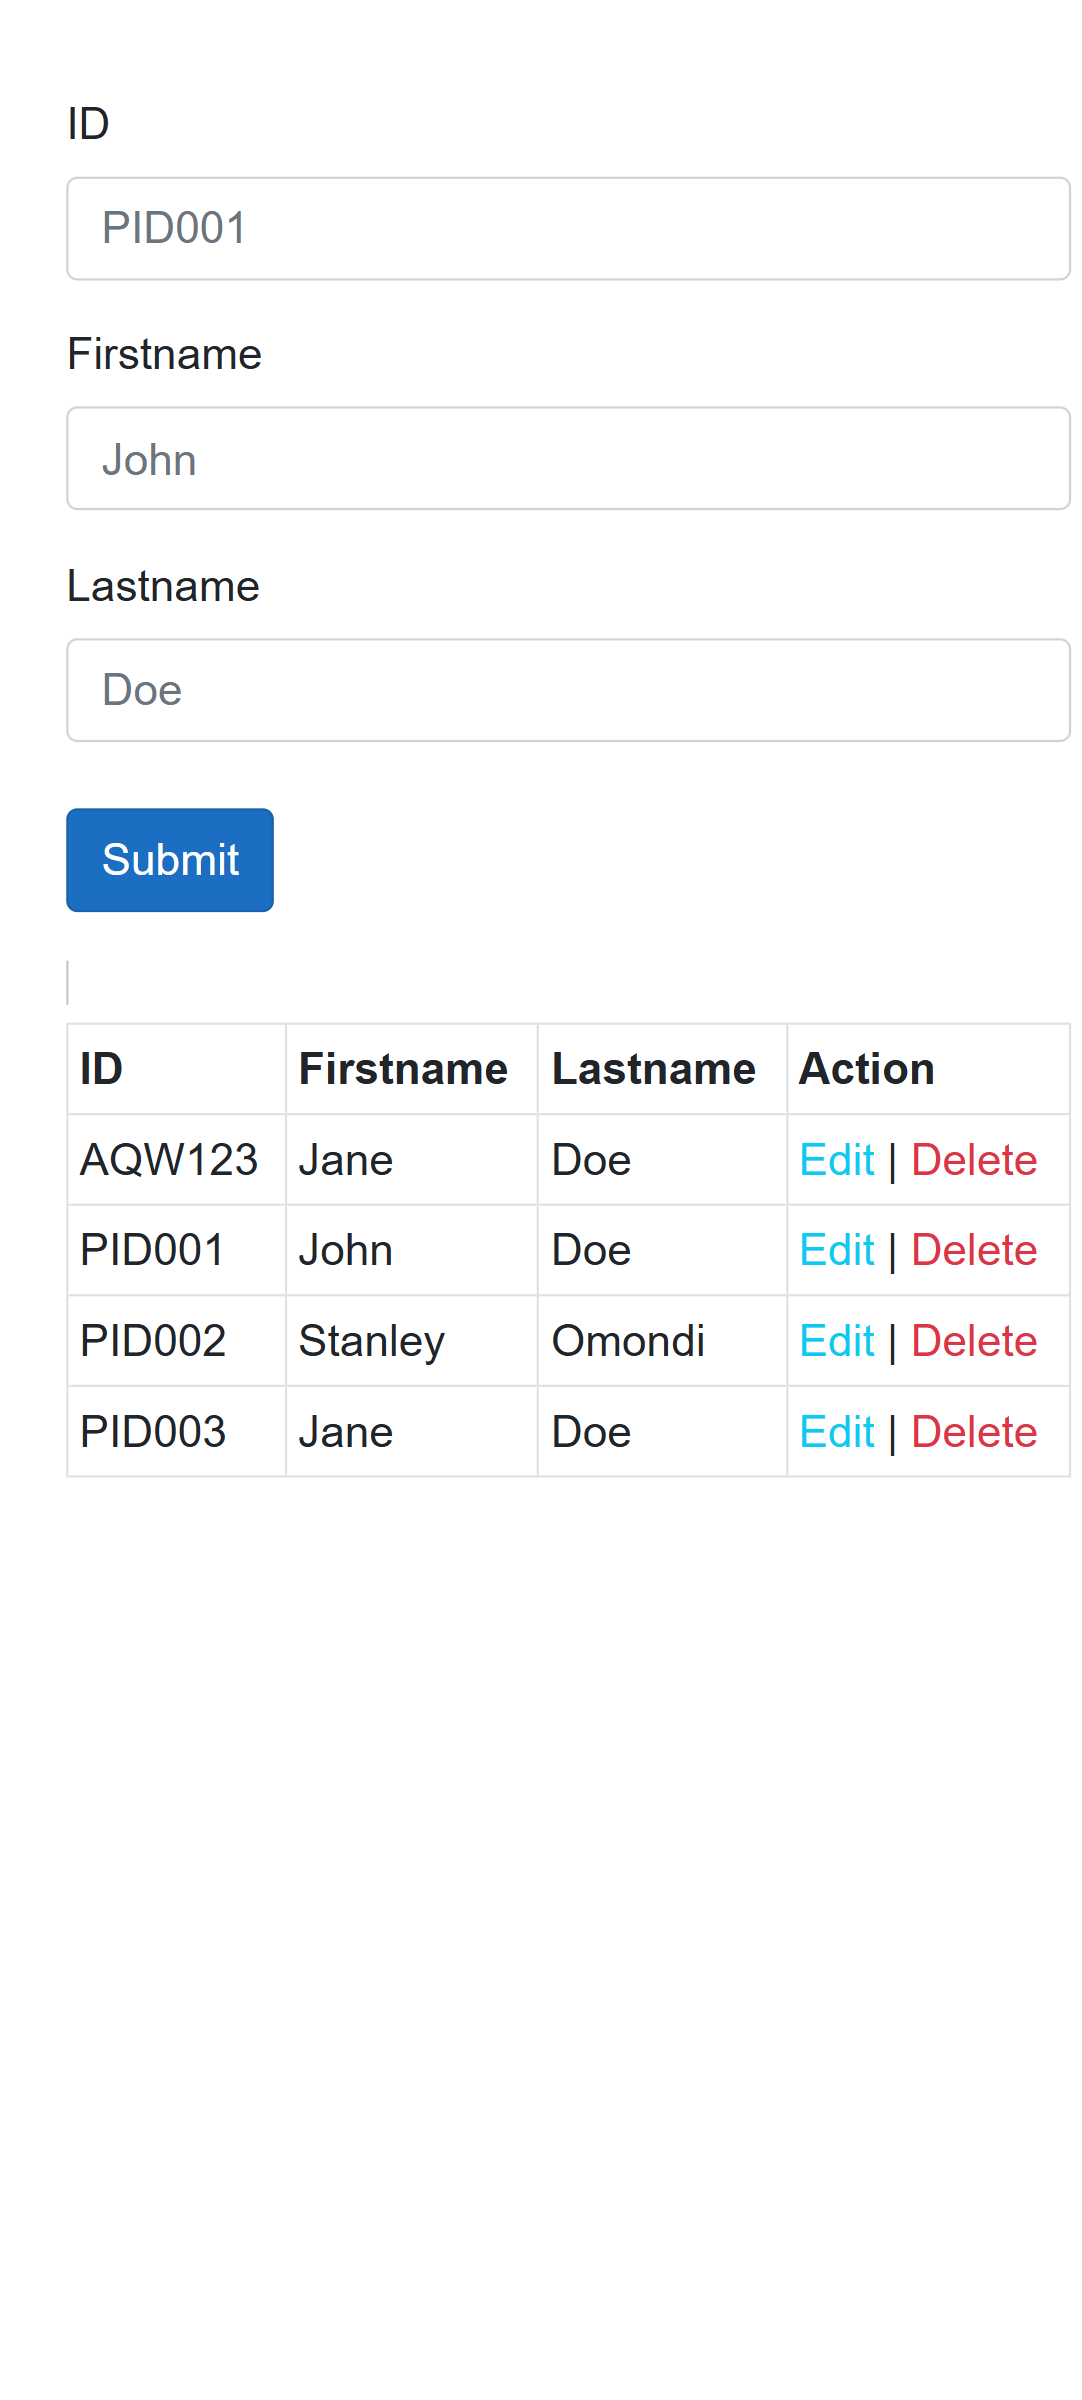 ID
PID001
Firstname
John
Lastname
Doe
Submit
ID Firstname Lastname Action
AQW123 Jane Doe Edit | Delete
PID001 John Doe Edit | Delete
PID002 Stanley Omondi Edit | Delete
PID003 Jane Doe Edit | Delete